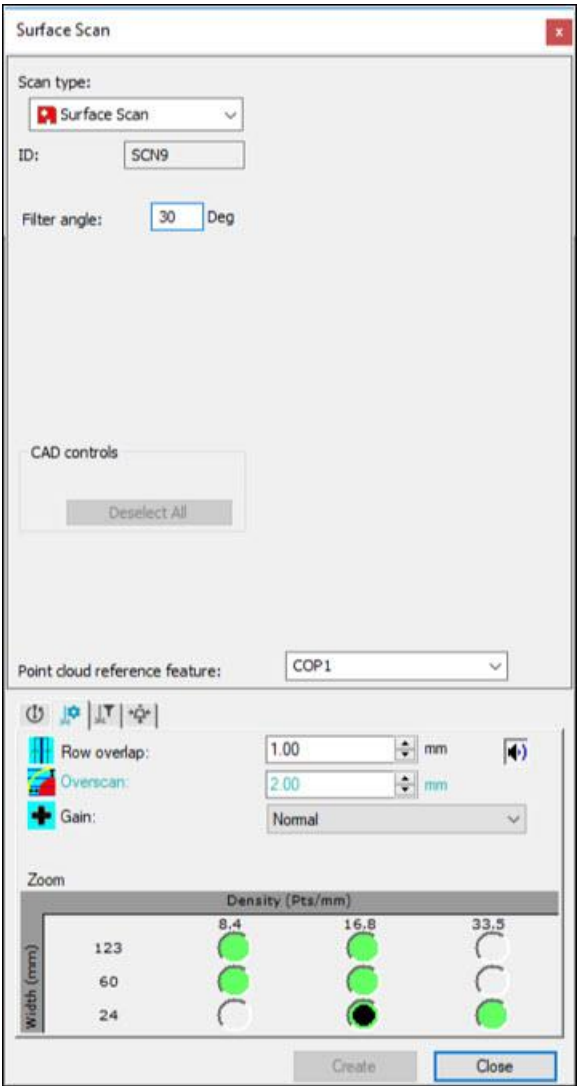 Surface Scan
x
Scan type:
Surface Scan
ID: SCN9
Filter angle: 30 Deg
CAD controls
Deselect All
Point cloud reference feature: COP1
Row overlap: 1.00 mm
Overscan: 2.00 mm
Gain: Normal
Zoom
Density (Pts/mm)
8.4 16.8 33.5
Width (mm)
123
60
24
Create Close